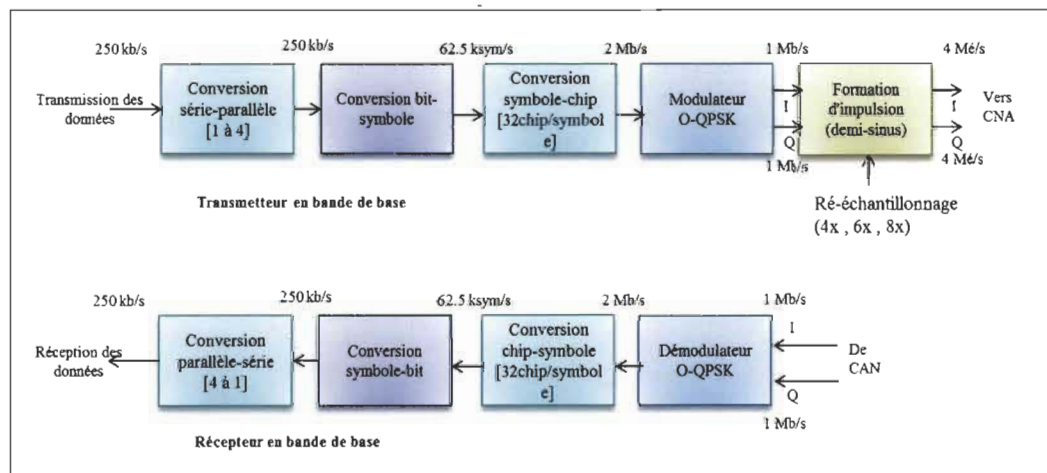 250 kb/s
250 kb/s
62.5 ksym/s
2 Mb/s
1 Mb/s
4 Mé/s
Transmission des
données
Conversion
série-parallèle
[1 à 4]
Conversion bit-
symbole
Conversion
symbole-chip
[32chip/symbol
e]
Modulateur
O-QPSK
I
Q
1 Mb/s
Formation
d'impulsion
(demi-sinus)
I
Q
4 Mé/s
Vers
CNA
Transmetteur en bande de base
Ré-échantillonnage
(4x , 6x , 8x)
250 kb/s
250 kb/s
62.5 ksym/s
2 Mb/s
1 Mb/s
Réception des
données
Conversion
parallèle-série
[4 à 1]
Conversion
symbole-bit
Conversion
chip-symbole
[32chip/symbol
e]
Démodulateur
O-QPSK
I
Q
1 Mb/s
De
CAN
Récepteur en bande de base